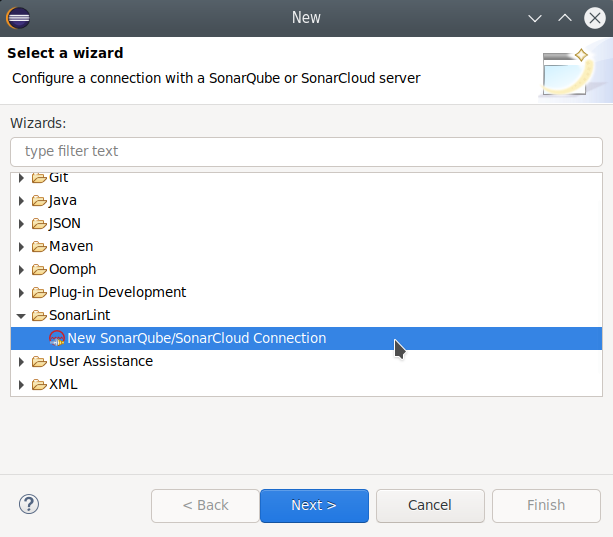 New
Select a wizard
Configure a connection with a SonarQube or SonarCloud server
Wizards:
type filter text
Git
Java
JSON
Maven
Oomph
Plug-in Development
SonarLint
New SonarQube/SonarCloud Connection
User Assistance
XML
? < Back Next > Cancel Finish